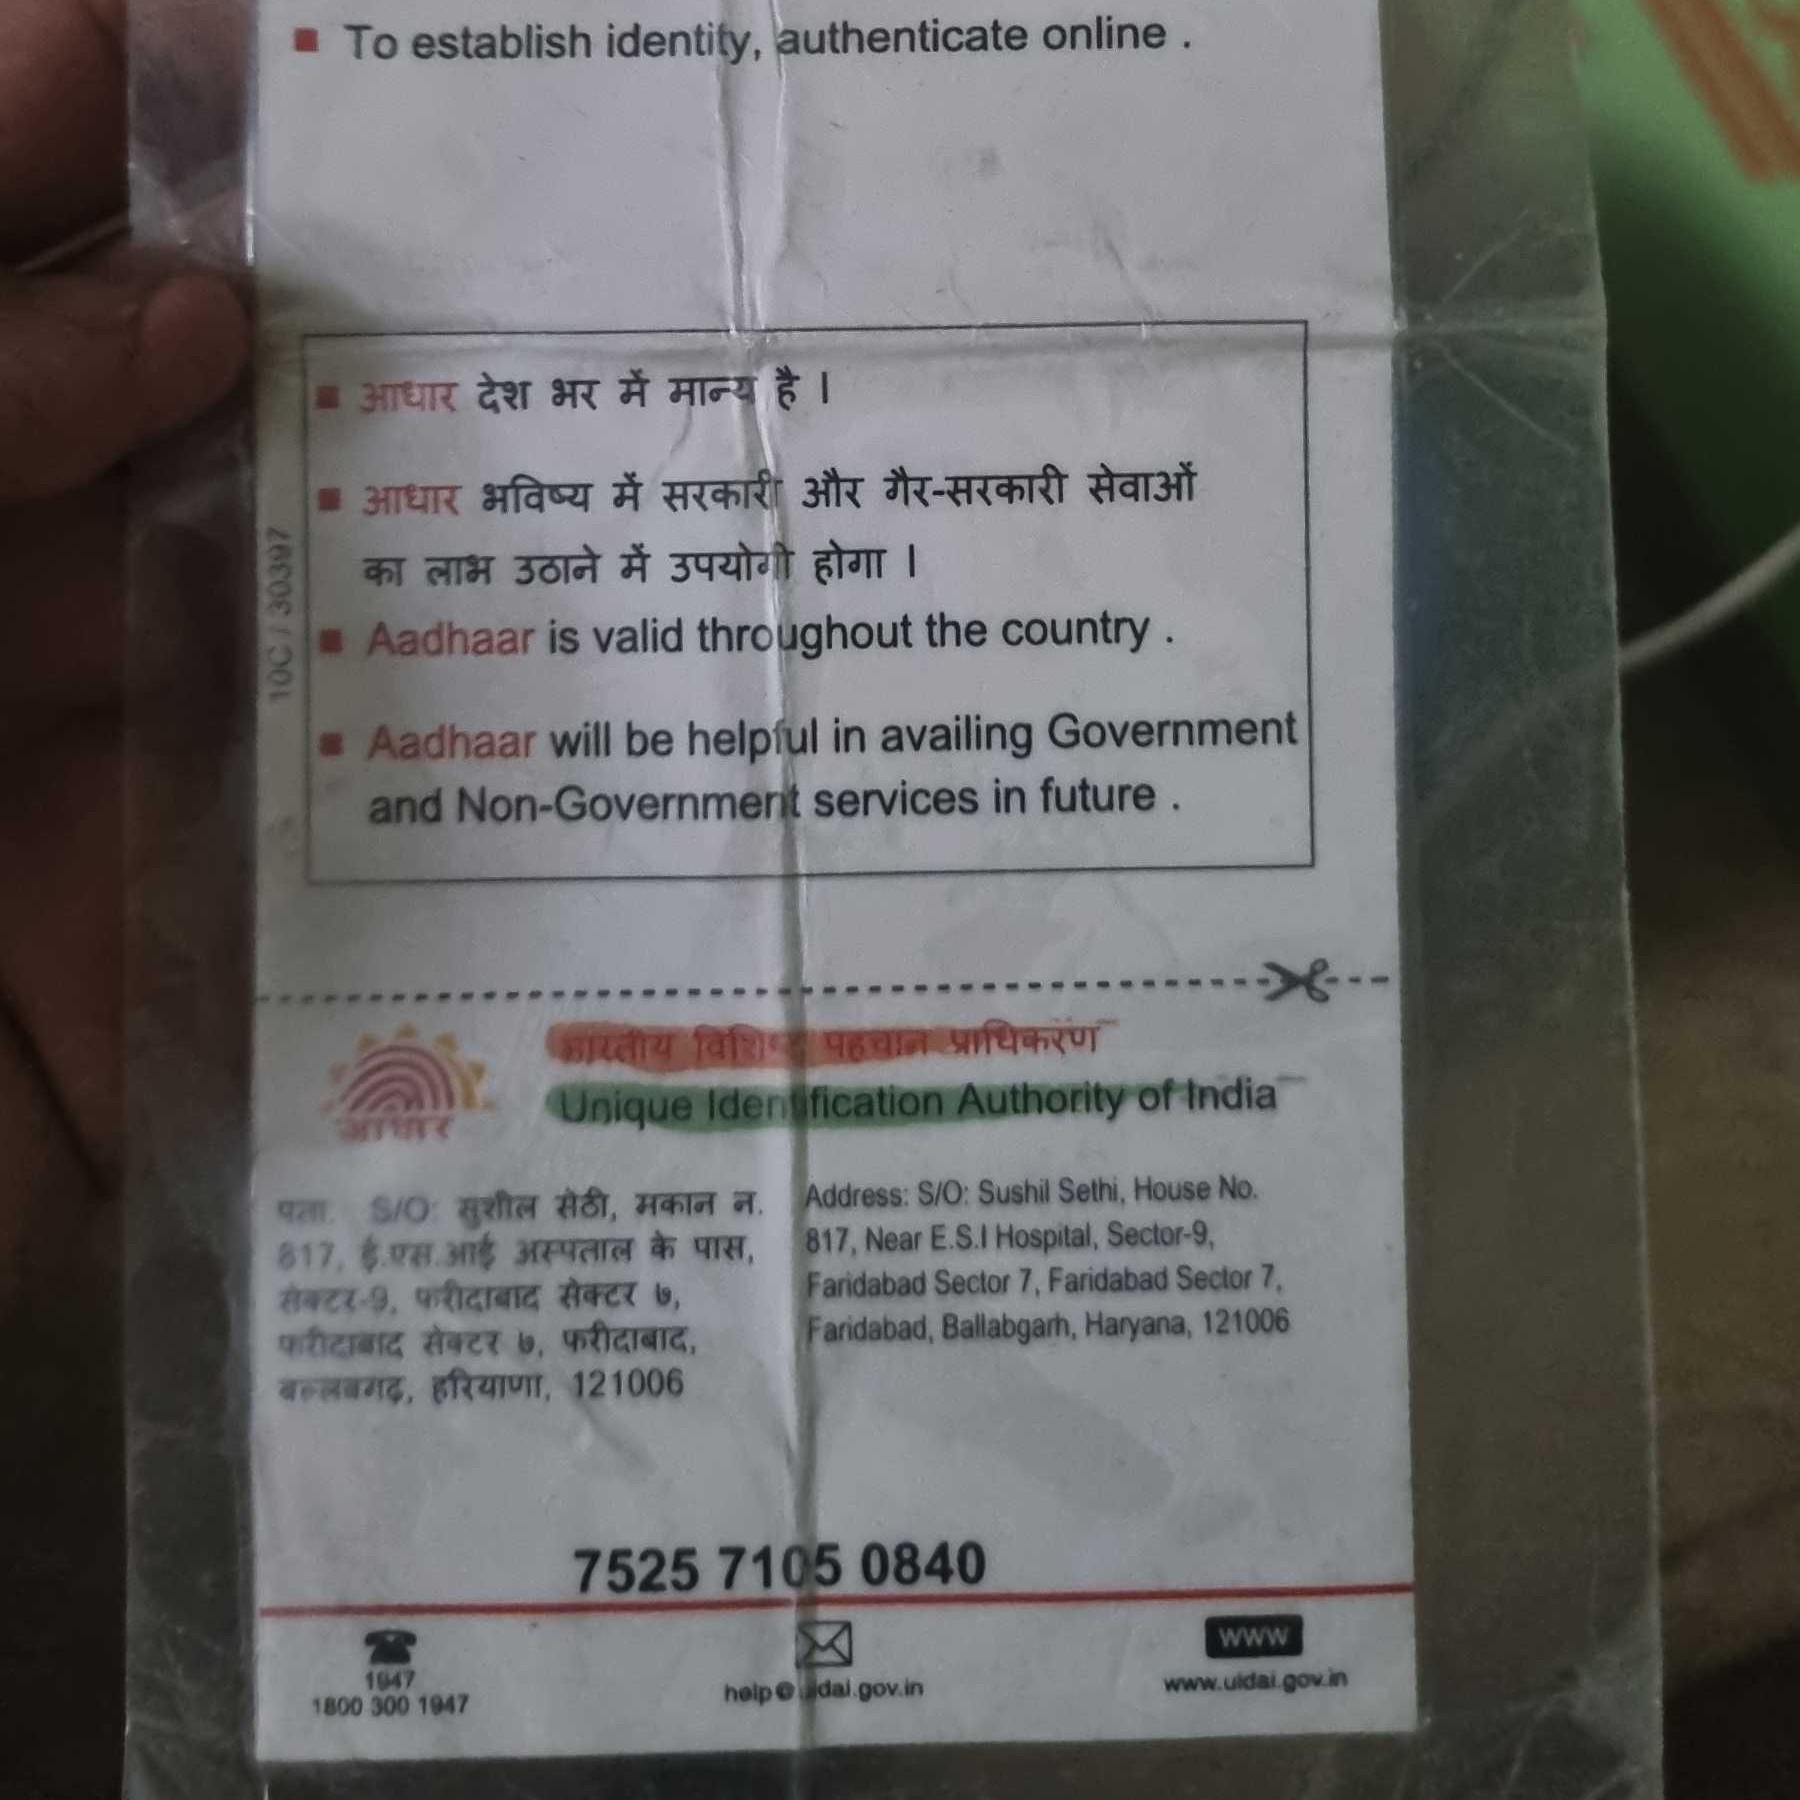 ■ To establish identity, authenticate online .
■ आधार देश भर में मान्य है ।
■ आधार भविष्य में सरकारी और गैर-सरकारी सेवाओं
का लाभ उठाने में उपयोगी होगा ।
■ Aadhaar is valid throughout the country .
■ Aadhaar will be helpful in availing Government
and Non-Government services in future .
10C / 30397
भारतीय विशिष्ट पहचान प्राधिकरण
Unique Identification Authority of India
आधार
पता: S/O: सुशील सेठी, मकान न.
817, ई.एस.आई अस्पताल के पास,
सेक्टर-9, फरीदाबाद सेक्टर ७,
फरीदाबाद सेक्टर ७, फरीदाबाद,
बल्लबगढ़, हरियाणा, 121006
Address: S/O: Sushil Sethi, House No.
817, Near E.S.I Hospital, Sector-9,
Faridabad Sector 7, Faridabad Sector 7,
Faridabad, Ballabgarh, Haryana, 121006
7525 7105 0840
1947
1800 300 1947
help@uidai.gov.in
WWW
www.uidai.gov.in